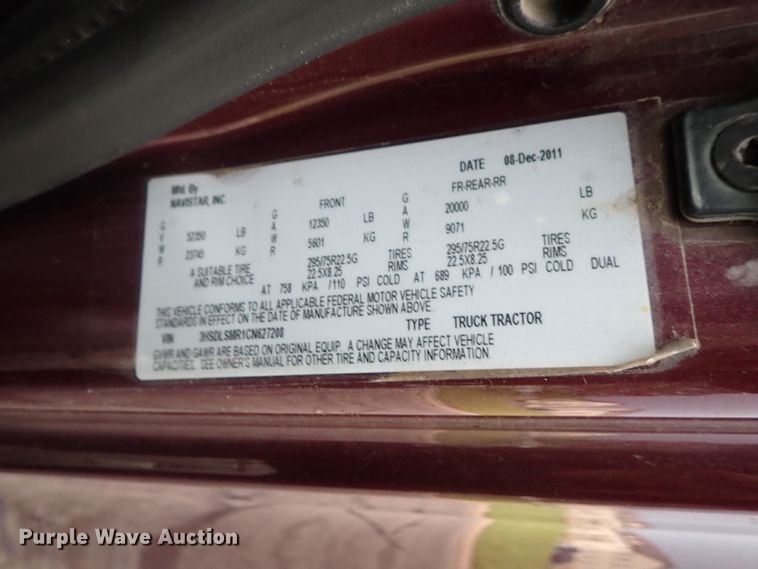 DATE 08-Dec-2011
Mfd. By
NAVISTAR, INC.
FRONT FR-REAR-RR
G V W R 52350 LB G A W R 12350 LB G A W R 20000 LB
23745 KG 5601 KG 9071 KG
A SUITABLE TIRE 295/75R22.5G TIRES 295/75R22.5G TIRES
AND RIM CHOICE 22.5X8.25 RIMS 22.5X8.25 RIMS
AT 758 KPA /110 PSI COLD AT 689 KPA /100 PSI COLD DUAL
THIS VEHICLE CONFORMS TO ALL APPLICABLE FEDERAL MOTOR VEHICLE SAFETY
STANDARDS IN EFFECT ON THE DATE OF MANUFACTURE SHOWN ABOVE.
VIN 3HSDLSMR1CN627208 TYPE TRUCK TRACTOR
GVWR and GAWR ARE BASED ON ORIGINAL EQUIP. A CHANGE MAY AFFECT VEHICLE
CAPACITIES. SEE OWNER'S MANUAL FOR OTHER TIRE AND CAPACITY INFORMATION.
Purple Wave Auction